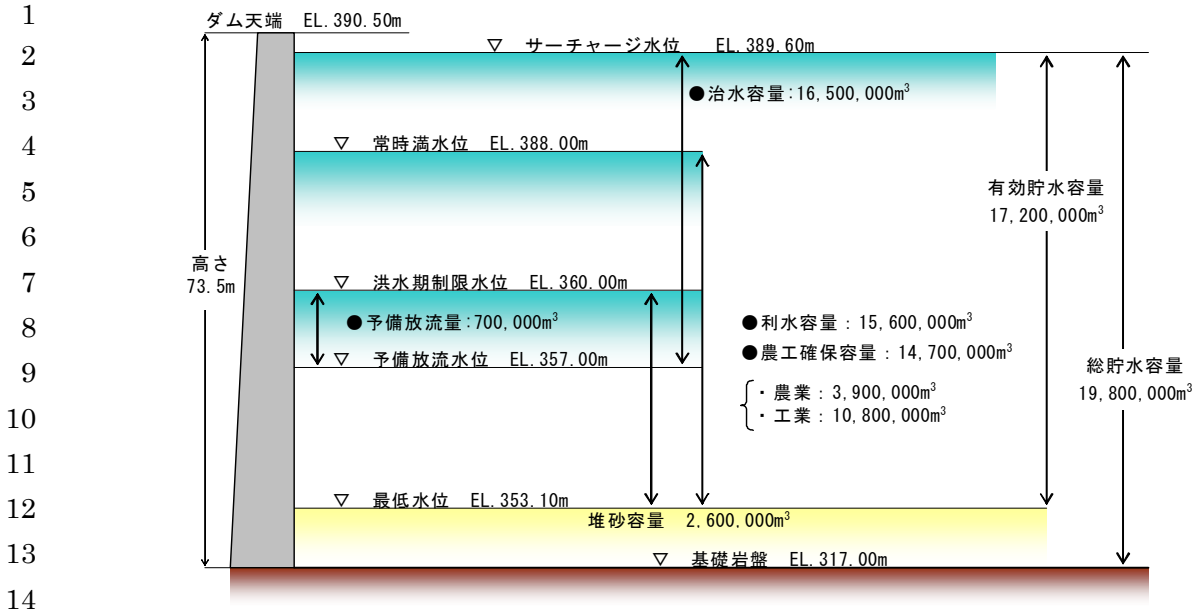 1
ダム天端 EL.390.50m
2
▽ サーチャージ水位 EL.389.60m
3
●治水容量:16,500,000m³
4
▽ 常時満水位 EL.388.00m
5
有効貯水容量
17,200,000m³
6
高さ
73.5m
7
▽ 洪水期制限水位 EL.360.00m
8
●予備放流量:700,000m³
●利水容量:15,600,000m³
●農工確保容量:14,700,000m³
9
▽ 予備放流水位 EL.357.00m
総貯水容量
19,800,000m³
・農業:3,900,000m³
10
・工業:10,800,000m³
11
12
▽ 最低水位 EL.353.10m
堆砂容量 2,600,000m³
13
▽ 基礎岩盤 EL.317.00m
14